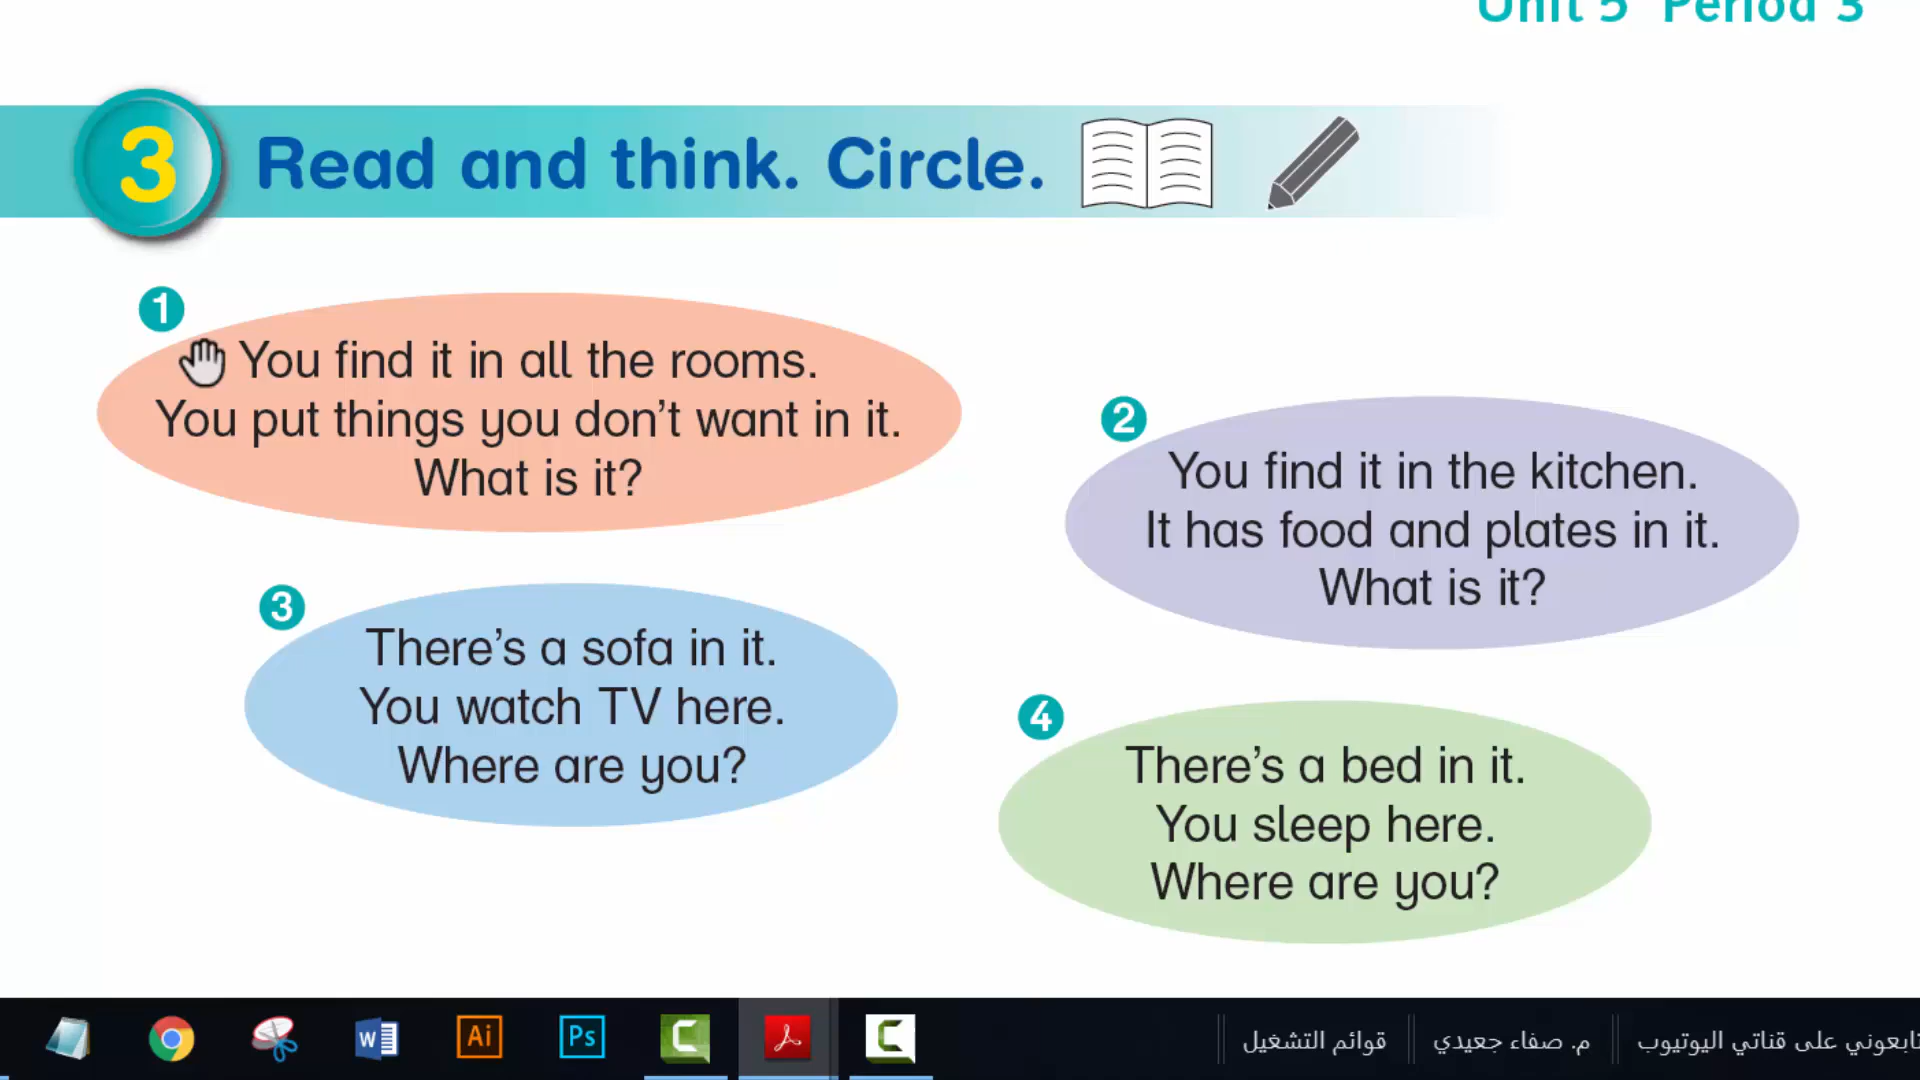 Unit 5 Period 3
3 Read and think. Circle.
1
You find it in all the rooms.
You put things you don't want in it.
What is it?
2
You find it in the kitchen.
It has food and plates in it.
What is it?
3
There's a sofa in it.
You watch TV here.
Where are you?
4
There's a bed in it.
You sleep here.
Where are you?
W Ai Ps C C
تابعوني على قناتي اليوتيوب
م. صفاء جعيدي
قوائم التشغيل